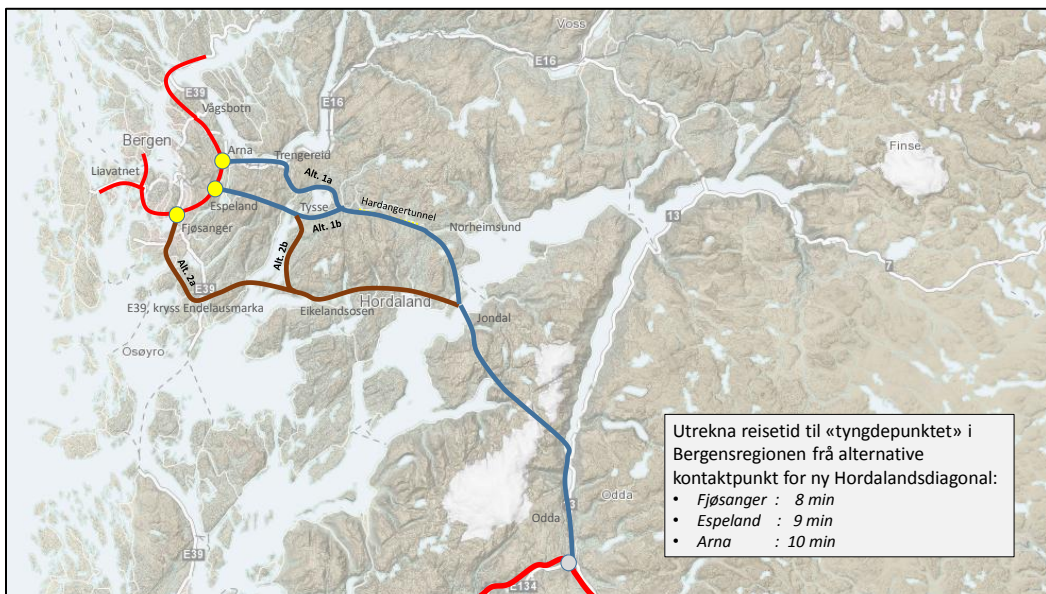 Voss
E16
E39
Vågsbotn
E16
Bergen
Arna
Trengereid
Finse
Liavatnet
Alt. 1a
Espeland
Tysse
Hardangertunnel
13
Fjøsanger
Alt. 1b
Norheimsund
Alt. 2b
7
Alt. 2a
E39
Hordaland
E39, kryss Endelausmarka
Eikelandsosen
Jondal
Osøyro
Utrekna reisetid til «tyngdepunktet» i
Bergensregionen frå alternative
kontaktpunkt for ny Hordalandsdiagonal:
• Fjøsanger : 8 min
• Espeland : 9 min
• Arna : 10 min
Odda
Odda
E39
E134